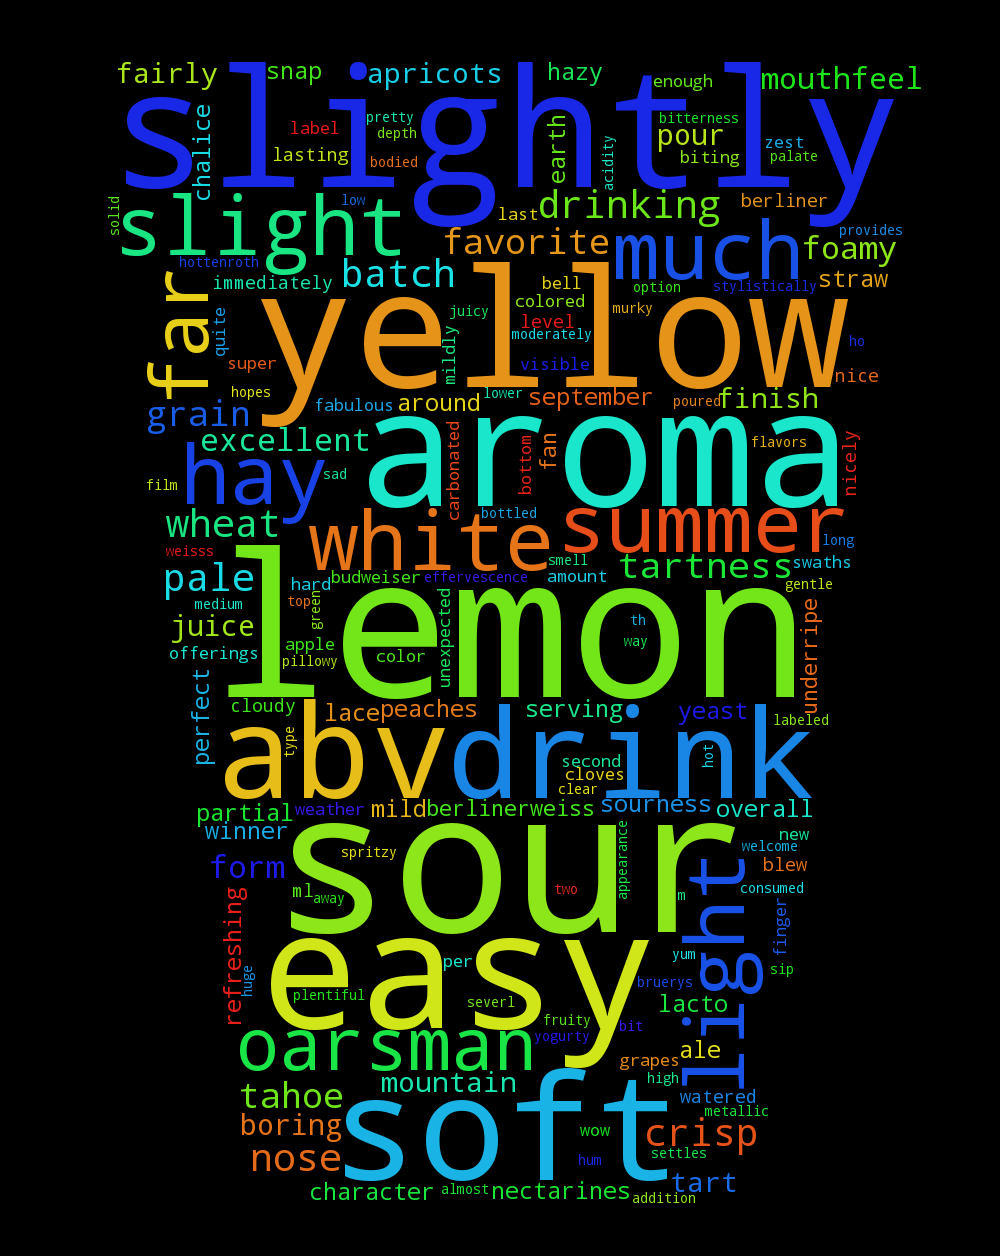 fairly
snap
apricots
hazy
enough
mouthfeel
slightly
chalice
label
pretty
depth
lasting
bodied
earth
acidity
bitterness
pour
zest
biting
palate
solid
slight
low
last
drinking
berliner
hottenroth
favorite
much
provides
foamy
immediately
batch
bell
option
stylistically
straw
far
quite
yellow
colored
juicy
murky
level
moderately
mildly
visible
ho
super
nice
hopes
fabulous
around
lower
september
poured
finish
grain
aroma
excellent
carbonated
bottom
fan
flavors
nicely
hay
sad
film
white
bottled
summer
wheat
long
weisss
smell
tartness
swaths
pale
hard
budweiser
effervescence
amount
gentle
medium
top
green
lemon
unexpected
th
underripe
juice
way
offerings
apple
pillowy
color
perfect
cloudy
lace
peaches
serving
yeast
labeled
type
abv
drink
second
hot
cloves
clear
partial
weather
mild
berlinerweiss
sourness
overall
winner
sour
appearance
new
spritzy
welcome
form
light
blew
ml
away
two
m
consumed
refreshing
finger
huge
easy
per
yum
sip
plentiful
severl
bruerys
lacto
fruity
yogurty
bit
oarsman
grapes
ale
mountain
high
tahoe
soft
watered
metallic
boring
wow
crisp
nose
hum
settles
character
almost
nectarines
tart
addition